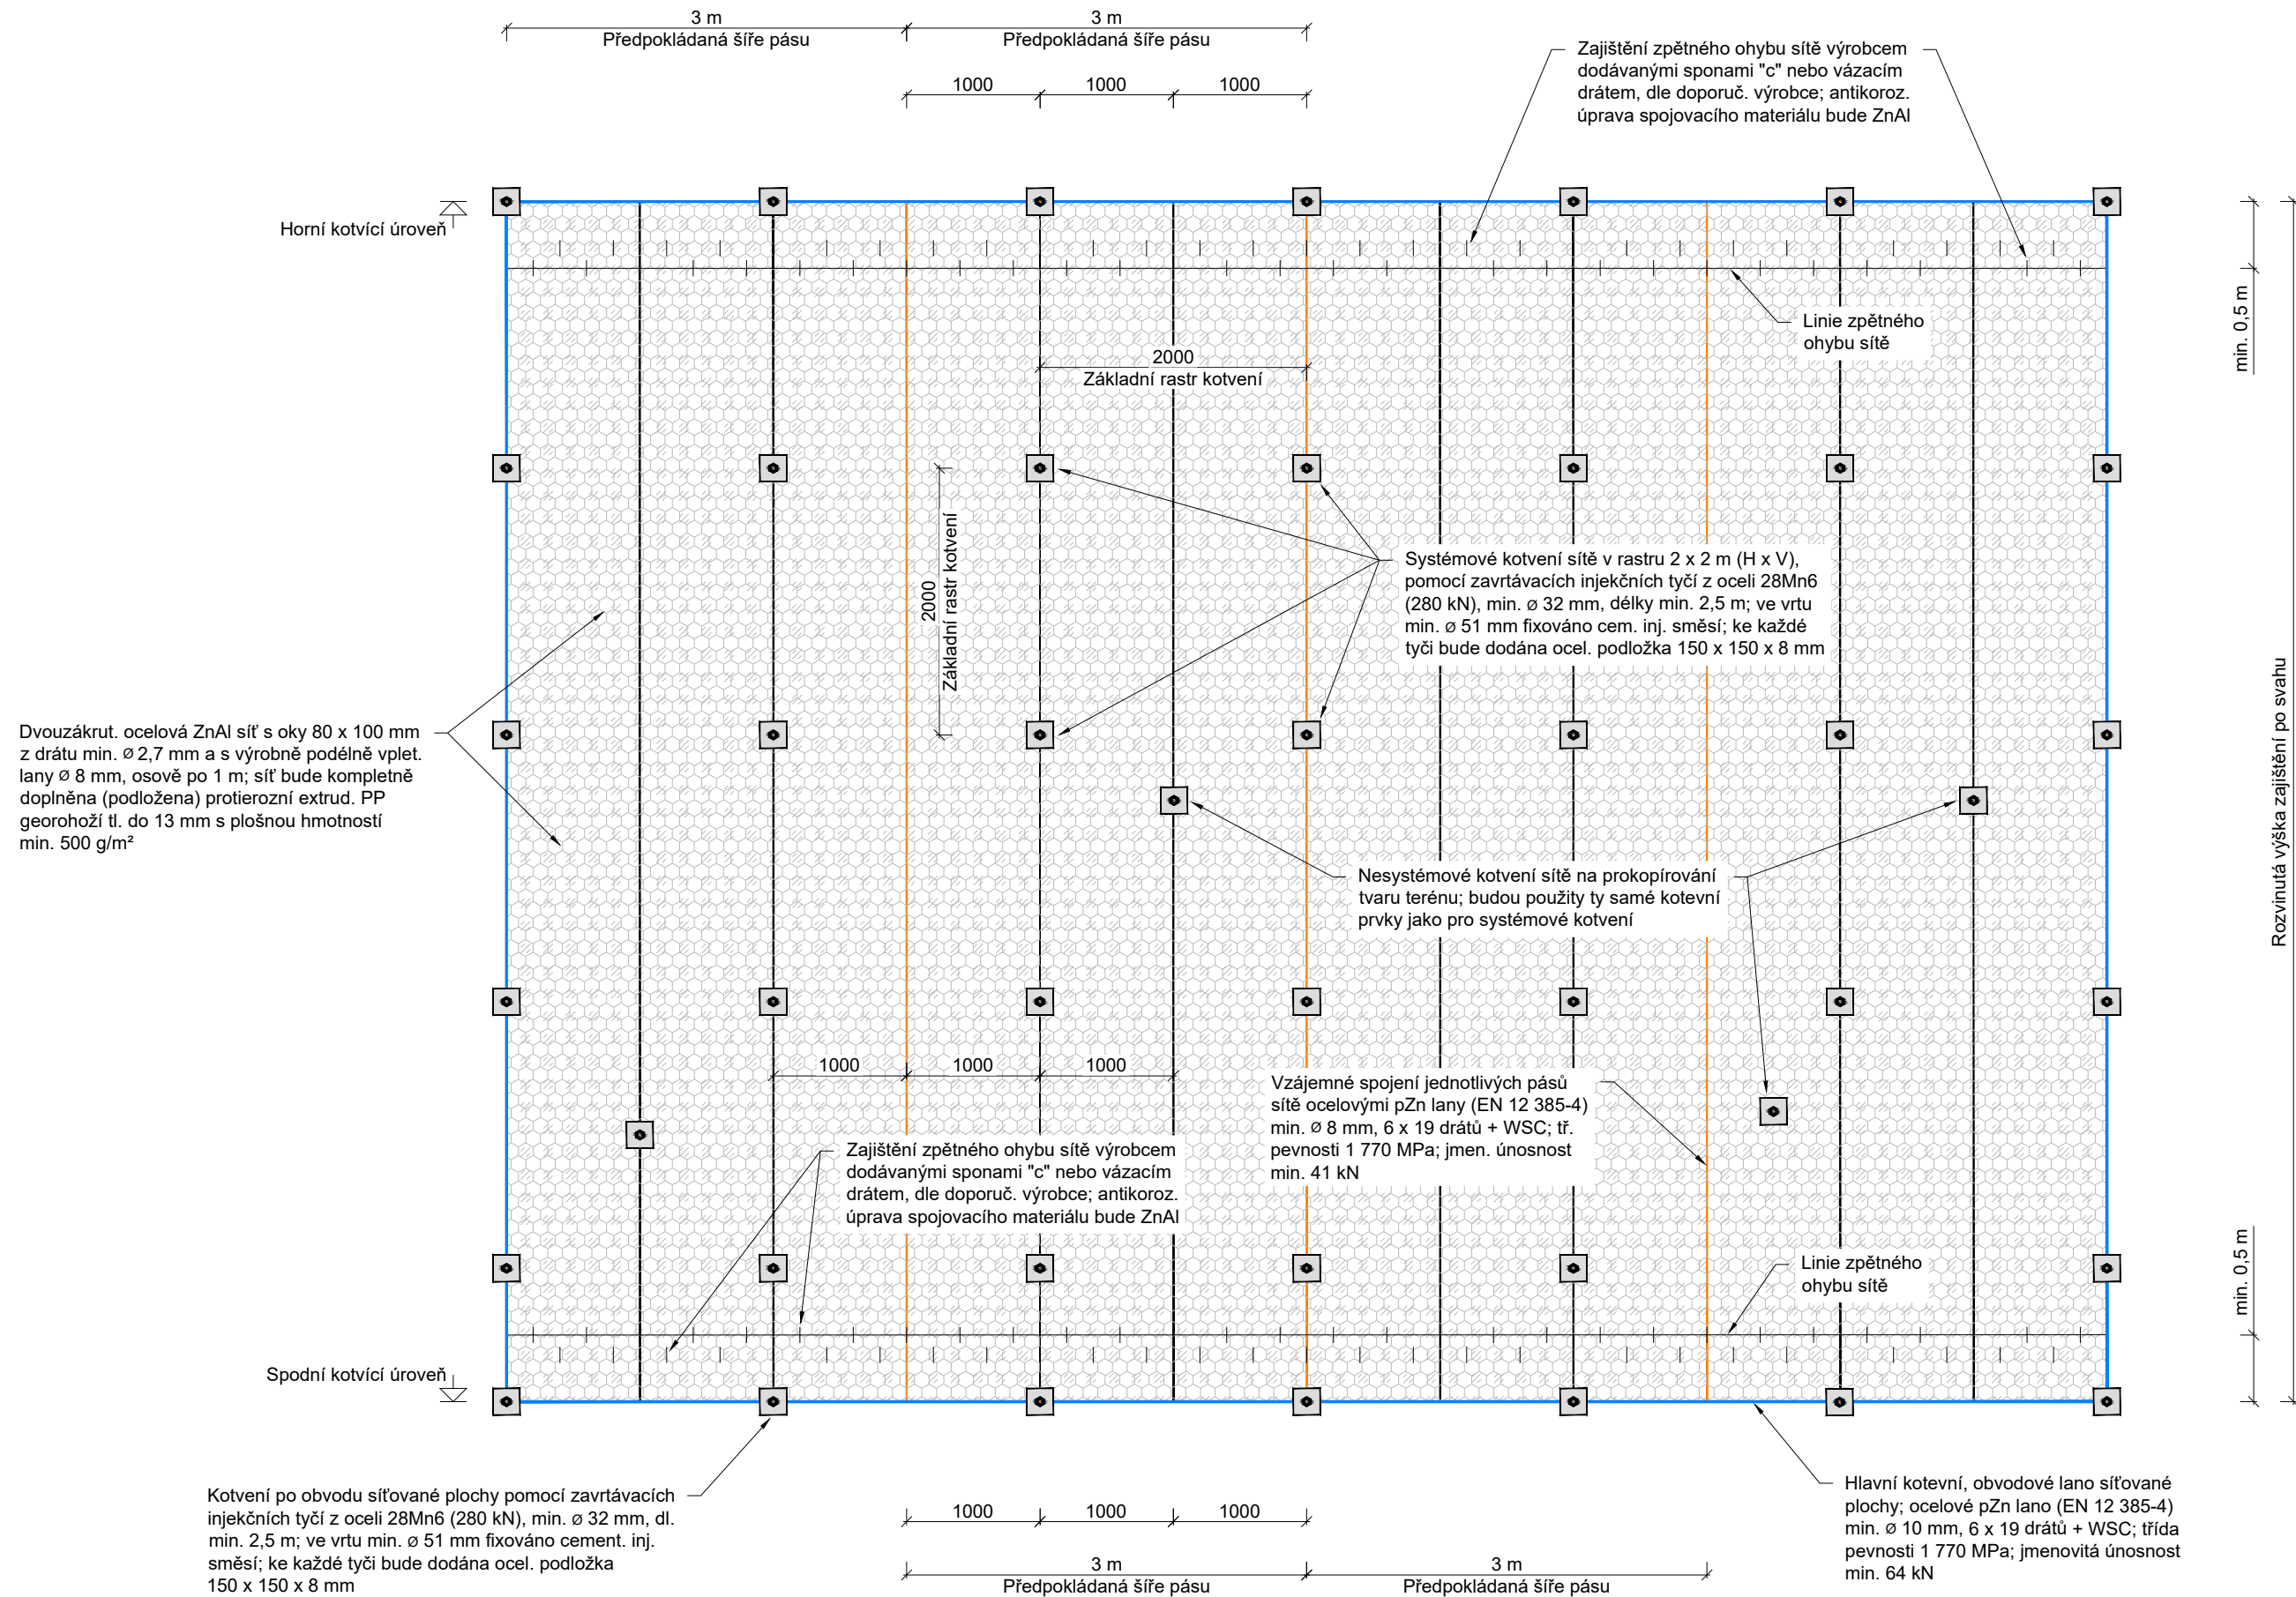 3 m
Předpokládaná šíře pásu
3 m
Předpokládaná šíře pásu
1000
1000
1000
Zajištění zpětného ohybu sítě výrobcem
dodávanými sponami "c" nebo vázacím
drátem, dle doporuč. výrobce; antikoroz.
úprava spojovacího materiálu bude ZnAl
Horní kotvící úroveň
min. 0,5 m
Linie zpětného
ohybu sítě
2000
Základní rastr kotvení
2000
Základní rastr kotvení
Systémové kotvení sítě v rastru 2 x 2 m (H x V),
pomocí zavrtávacích injekčních tyčí z oceli 28Mn6
(280 kN), min. ø 32 mm, délky min. 2,5 m; ve vrtu
min. ø 51 mm fixováno cem. inj. směsí; ke každé
tyči bude dodána ocel. podložka 150 x 150 x 8 mm
Rozvinutá výška zajištění po svahu
Dvouzákrut. ocelová ZnAl síť s oky 80 x 100 mm
z drátu min. ø 2,7 mm a s výrobně podélně vplet.
lany ø 8 mm, osově po 1 m; síť bude kompletně
doplněna (podložena) protierozní extrud. PP
georohoží tl. do 13 mm s plošnou hmotností
min. 500 g/m²
Nesystémové kotvení sítě na prokopírování
tvaru terénu; budou použity ty samé kotevní
prvky jako pro systémové kotvení
1000
1000
1000
Vzájemné spojení jednotlivých pásů
sítě ocelovými pZn lany (EN 12 385-4)
min. ø 8 mm, 6 x 19 drátů + WSC; tř.
pevnosti 1 770 MPa; jmen. únosnost
min. 41 kN
Zajištění zpětného ohybu sítě výrobcem
dodávanými sponami "c" nebo vázacím
drátem, dle doporuč. výrobce; antikoroz.
úprava spojovacího materiálu bude ZnAl
Linie zpětného
ohybu sítě
min. 0,5 m
Spodní kotvící úroveň
Kotvení po obvodu síťované plochy pomocí zavrtávacích
injekčních tyčí z oceli 28Mn6 (280 kN), min. ø 32 mm, dl.
min. 2,5 m; ve vrtu min. ø 51 mm fixováno cement. inj.
směsí; ke každé tyči bude dodána ocel. podložka
150 x 150 x 8 mm
1000
1000
1000
3 m
Předpokládaná šíře pásu
3 m
Předpokládaná šíře pásu
Hlavní kotevní, obvodové lano síťované
plochy; ocelové pZn lano (EN 12 385-4)
min. ø 10 mm, 6 x 19 drátů + WSC; třída
pevnosti 1 770 MPa; jmenovitá únosnost
min. 64 kN